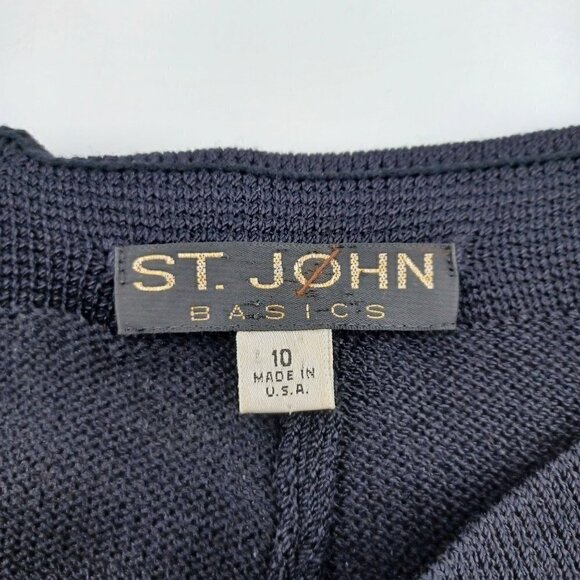 ST. JOHN
BASICS
10
MADE IN
U.S.A.